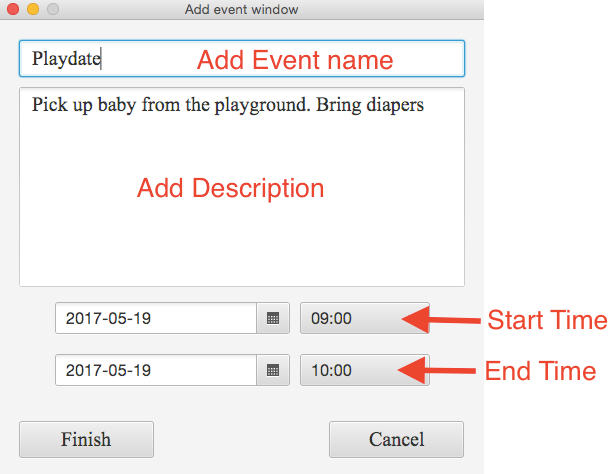 Add event window
Playdate Add Event name
Pick up baby from the playground. Bring diapers
Add Description
2017-05-19 09:00 Start Time
2017-05-19 10:00 End Time
Finish Cancel